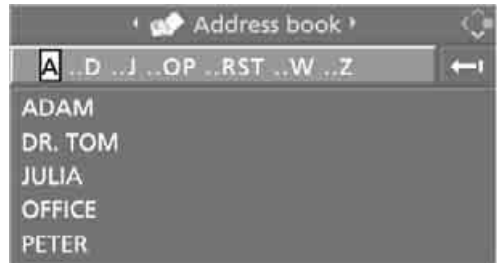 Address book
A ..D ..J ..OP ..RST ..W ..Z
ADAM
DR. TOM
JULIA
OFFICE
PETER